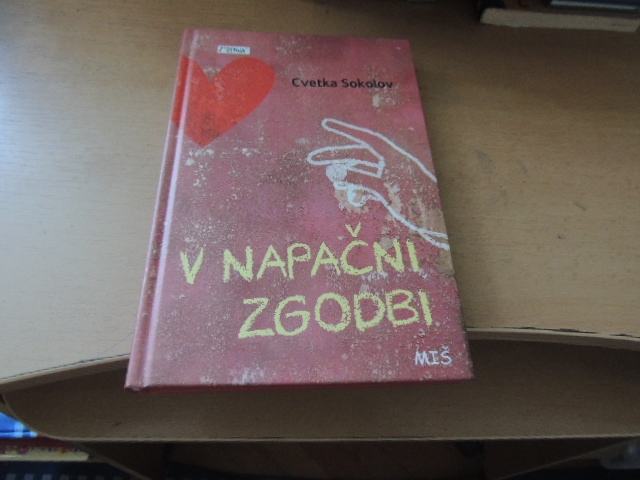 Cvetka Sokolov
V NAPAČNI
ZGODBI
MIŠ